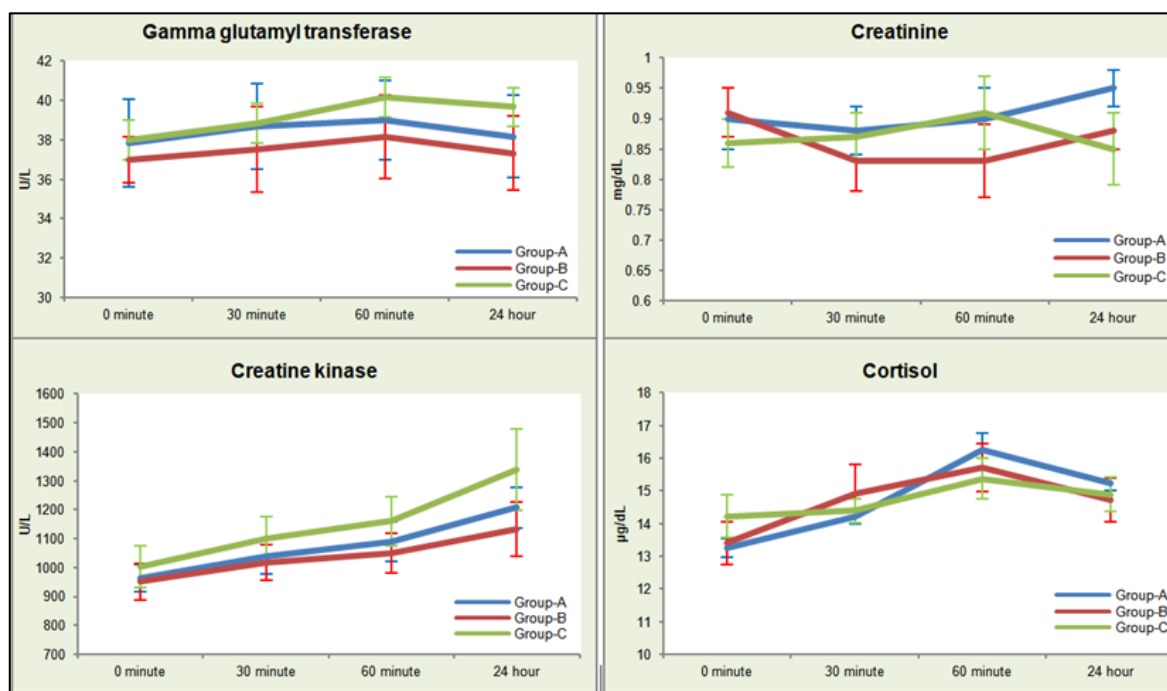 Gamma glutamyl transferase
42
40
38
36
34
32
30
U/L
0 minute 30 minute 60 minute 24 hour
Group-A
Group-B
Group-C
Creatinine
1
0.95
0.9
0.85
0.8
0.75
0.7
0.65
0.6
mg/dL
0 minute 30 minute 60 minute 24 hour
Group-A
Group-B
Group-C
Creatine kinase
1600
1500
1400
1300
1200
1100
1000
900
800
700
U/L
0 minute 30 minute 60 minute 24 hour
Group-A
Group-B
Group-C
Cortisol
18
17
16
15
14
13
12
11
10
µg/dL
0 minute 30 minute 60 minute 24 hour
Group-A
Group-B
Group-C